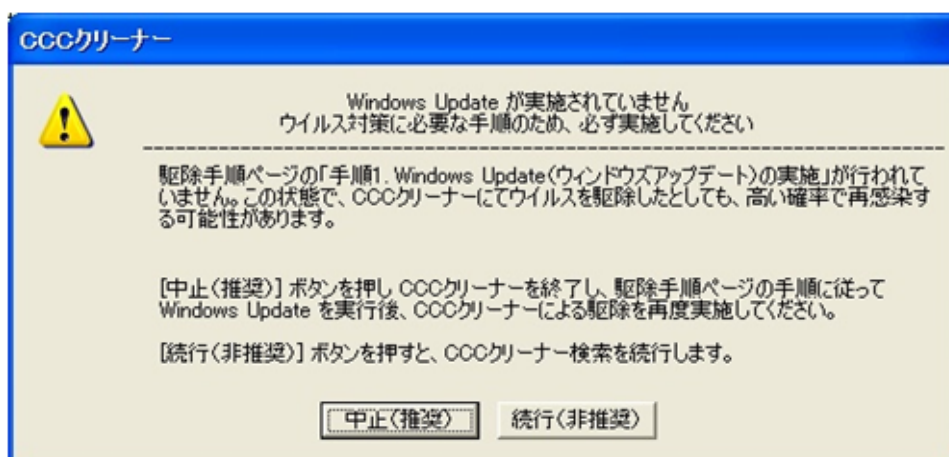 CCCクリーナー
Windows Update が実施されていません
ウイルス対策に必要な手順のため、必ず実施してください
駆除手順ページの「手順1. Windows Update(ウィンドウズアップデート)の実施」が行われて
いません。この状態で、CCCクリーナーにてウイルスを駆除したとしても、高い確率で再感染す
る可能性があります。
[中止(推奨)] ボタンを押し CCCクリーナーを終了し、駆除手順ページの手順に従って
Windows Update を実行後、CCCクリーナーによる駆除を再度実施してください。
[続行(非推奨)] ボタンを押すと、CCCクリーナー検索を続行します。
中止(推奨) 続行(非推奨)